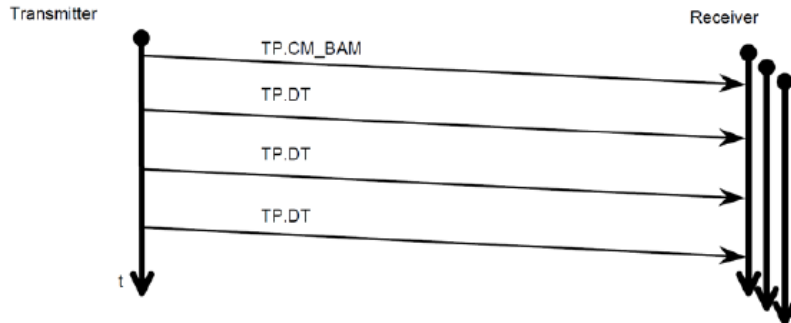 Transmitter
Receiver
TP.CM_BAM
TP.DT
TP.DT
TP.DT
t